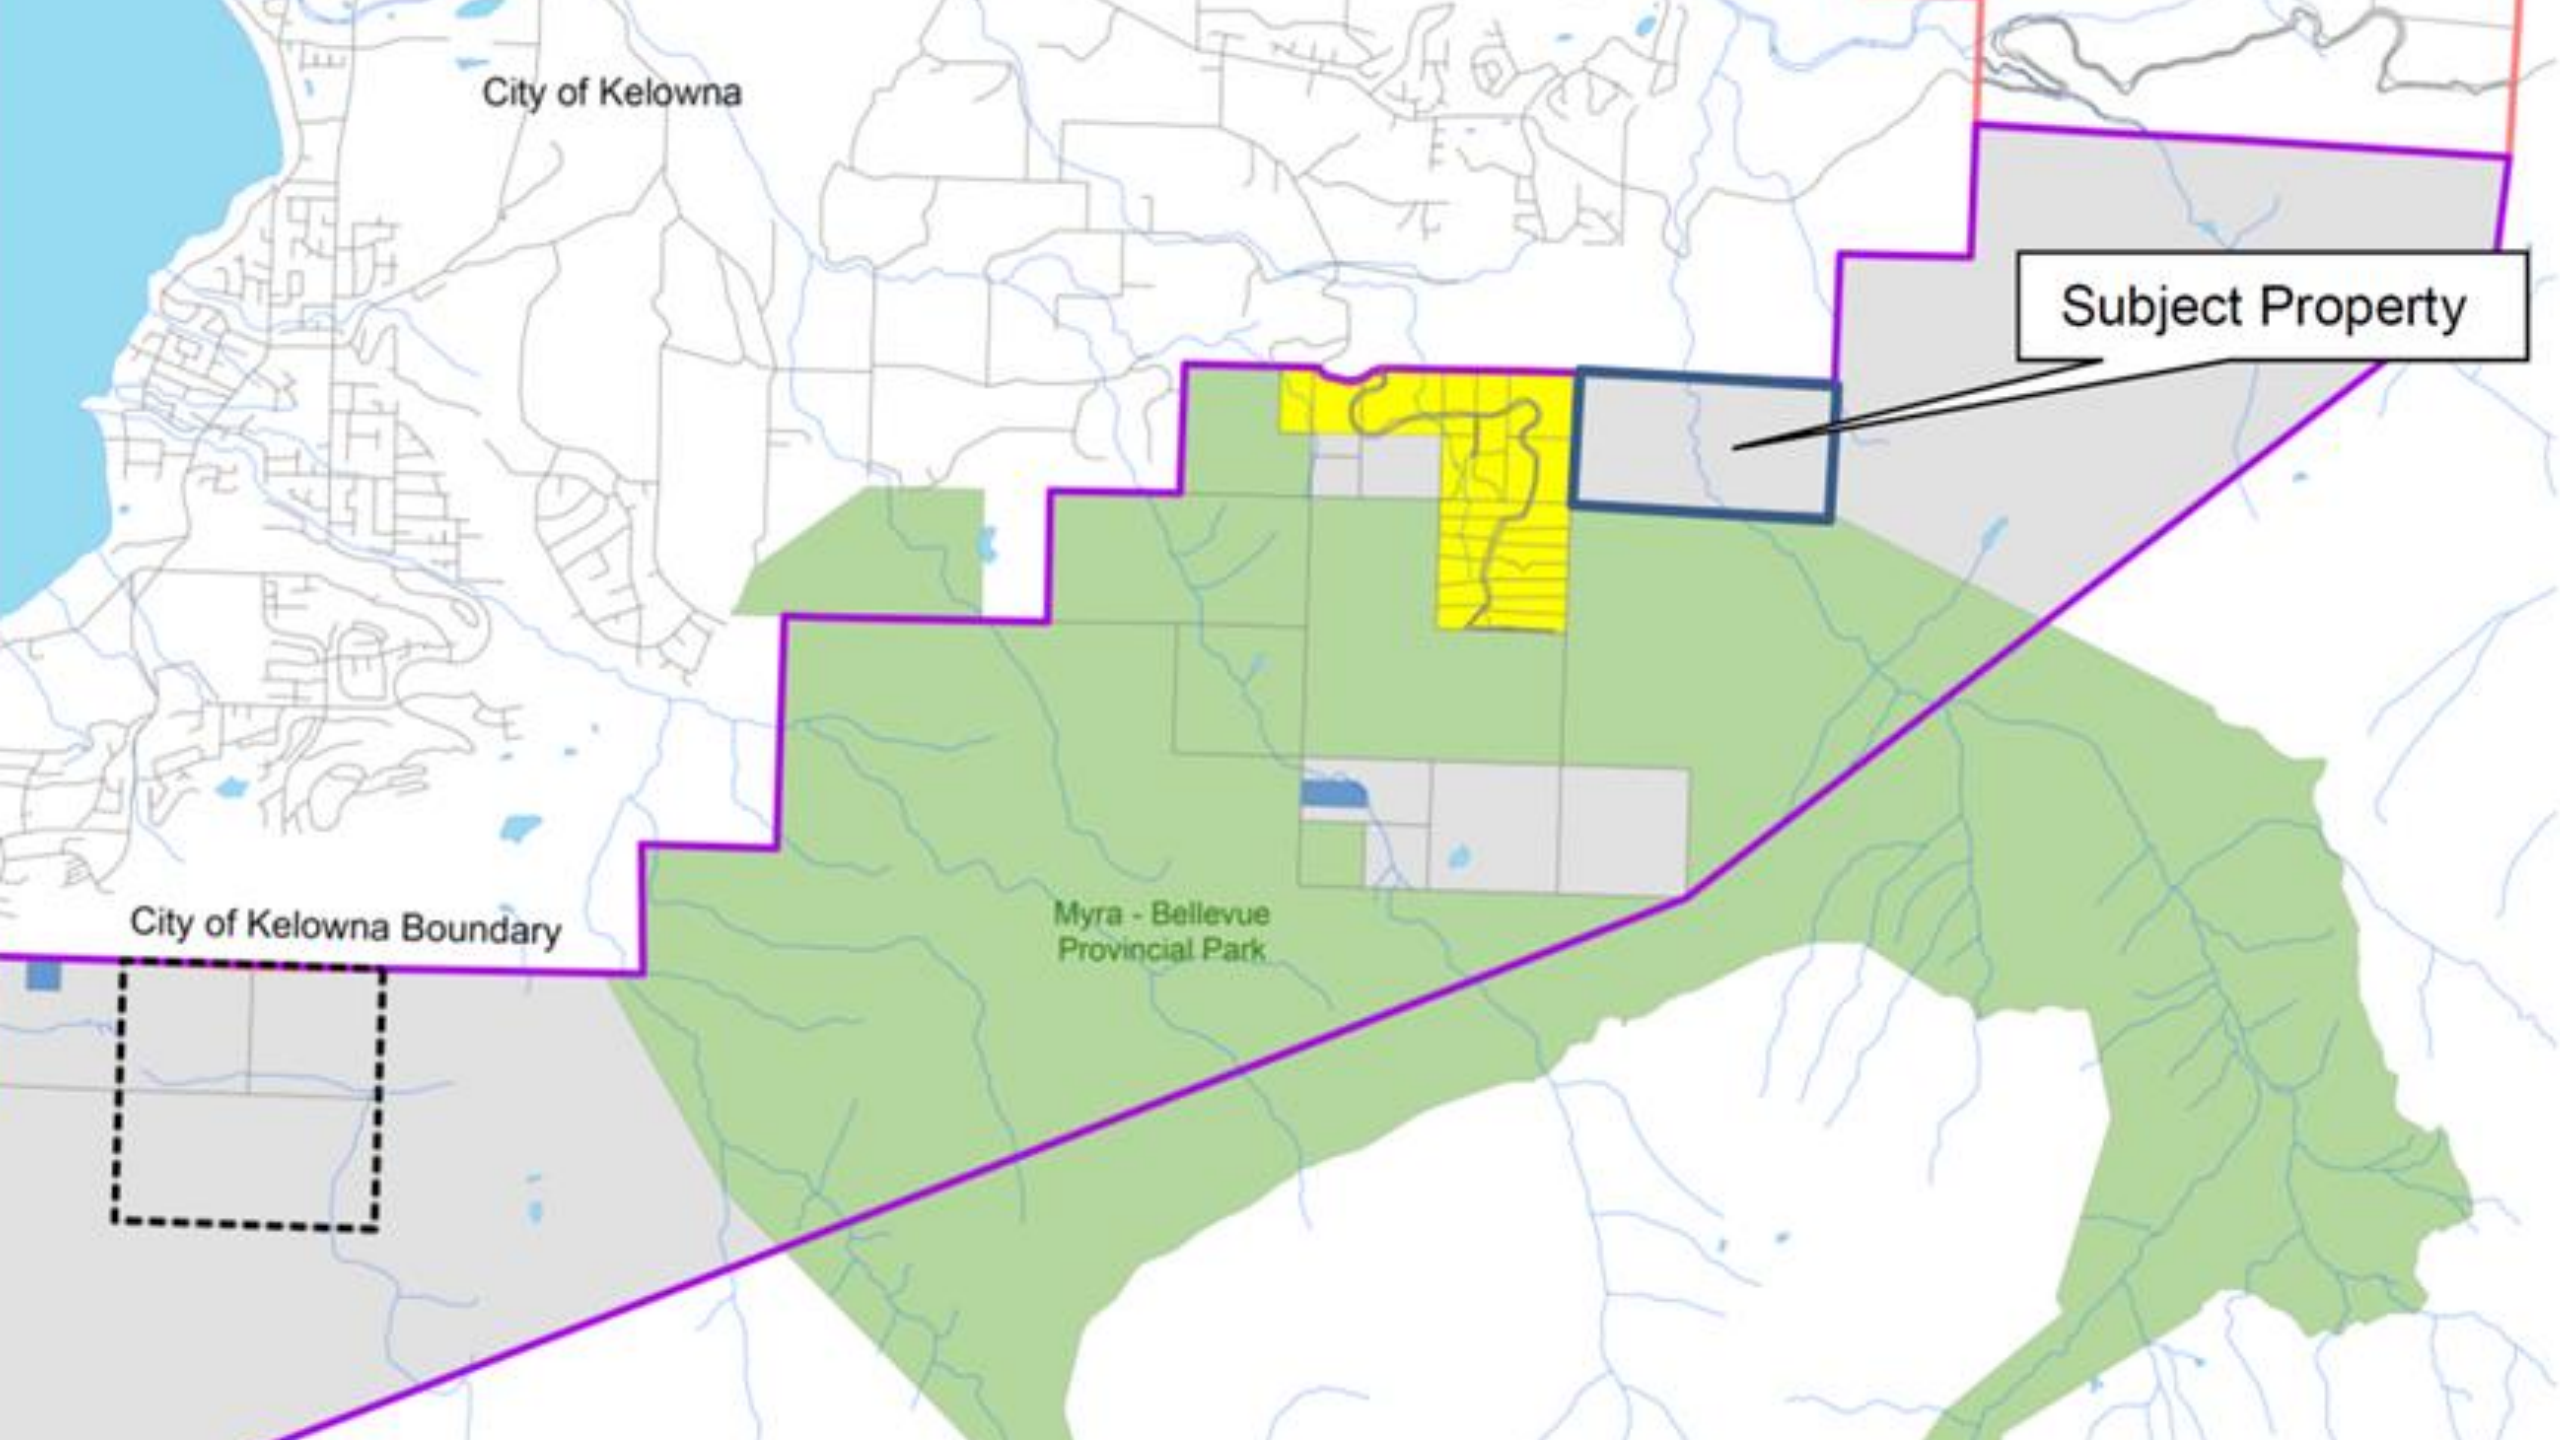 City of Kelowna
Subject Property
City of Kelowna Boundary
Myra - Bellevue
Provincial Park